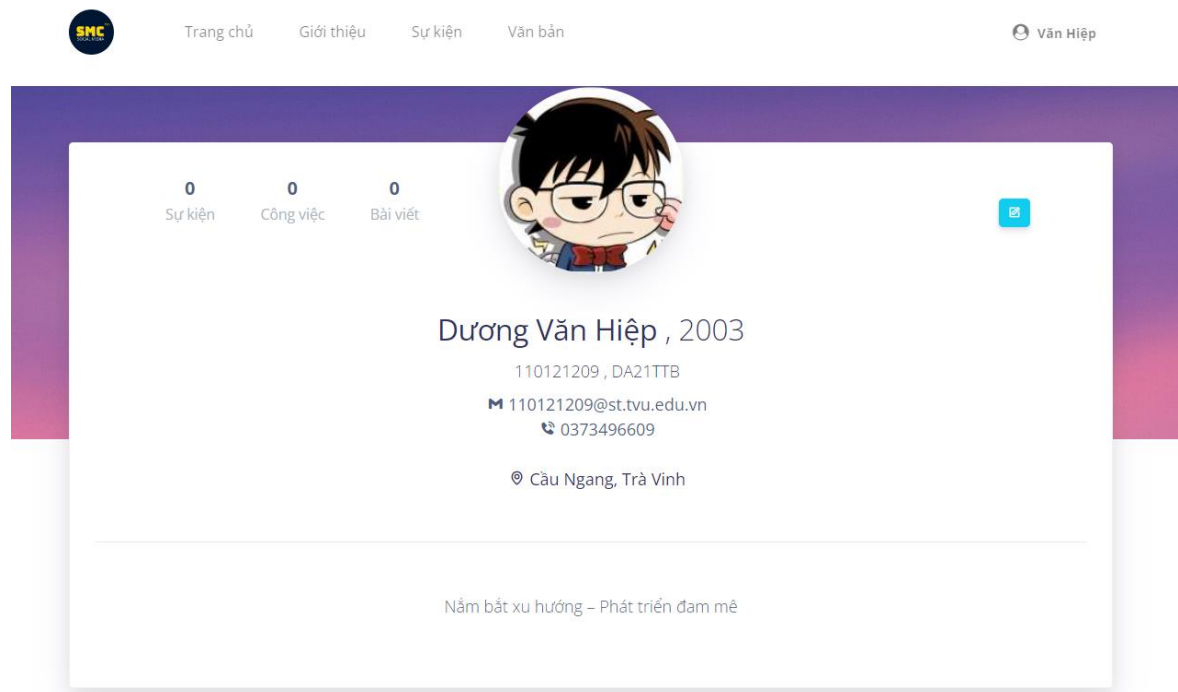 SMC
SOCIAL MEDIA
Trang chủ Giới thiệu Sự kiện Văn bản Văn Hiệp
0 0 0
Sự kiện Công việc Bài viết
Dương Văn Hiệp , 2003
110121209 , DA21TTB
110121209@st.tvu.edu.vn
0373496609
Cầu Ngang, Trà Vinh
Nắm bắt xu hướng – Phát triển đam mê